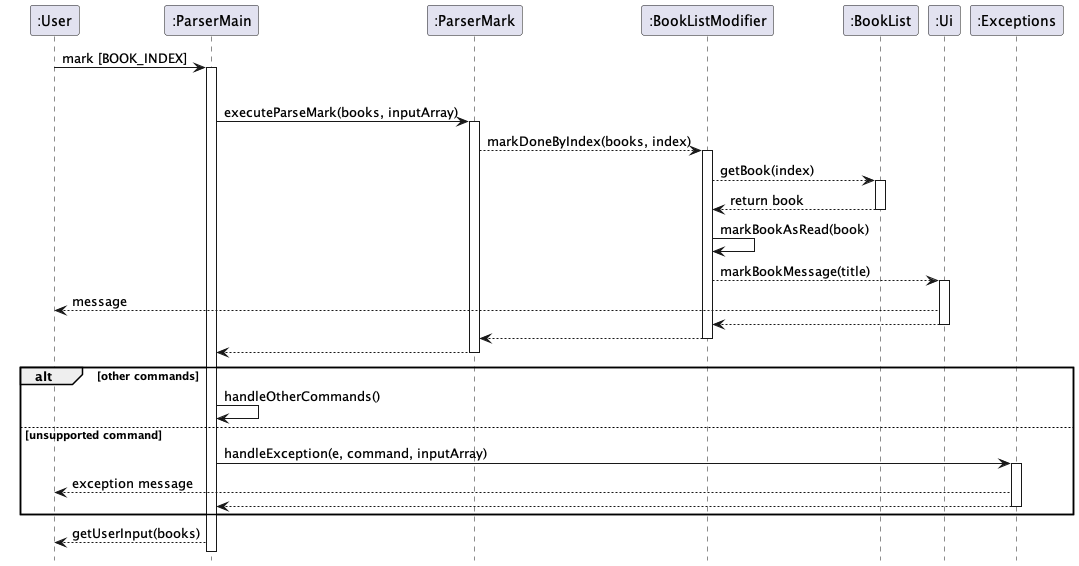 :User :ParserMain :ParserMark :BookListModifier :BookList :Ui :Exceptions
mark [BOOK_INDEX]
executeParseMark(books, inputArray)
markDoneByIndex(books, index)
getBook(index)
return book
markBookAsRead(book)
markBookMessage(title)
message
alt [other commands]
handleOtherCommands()
[unsupported command]
handleException(e, command, inputArray)
exception message
getUserInput(books)